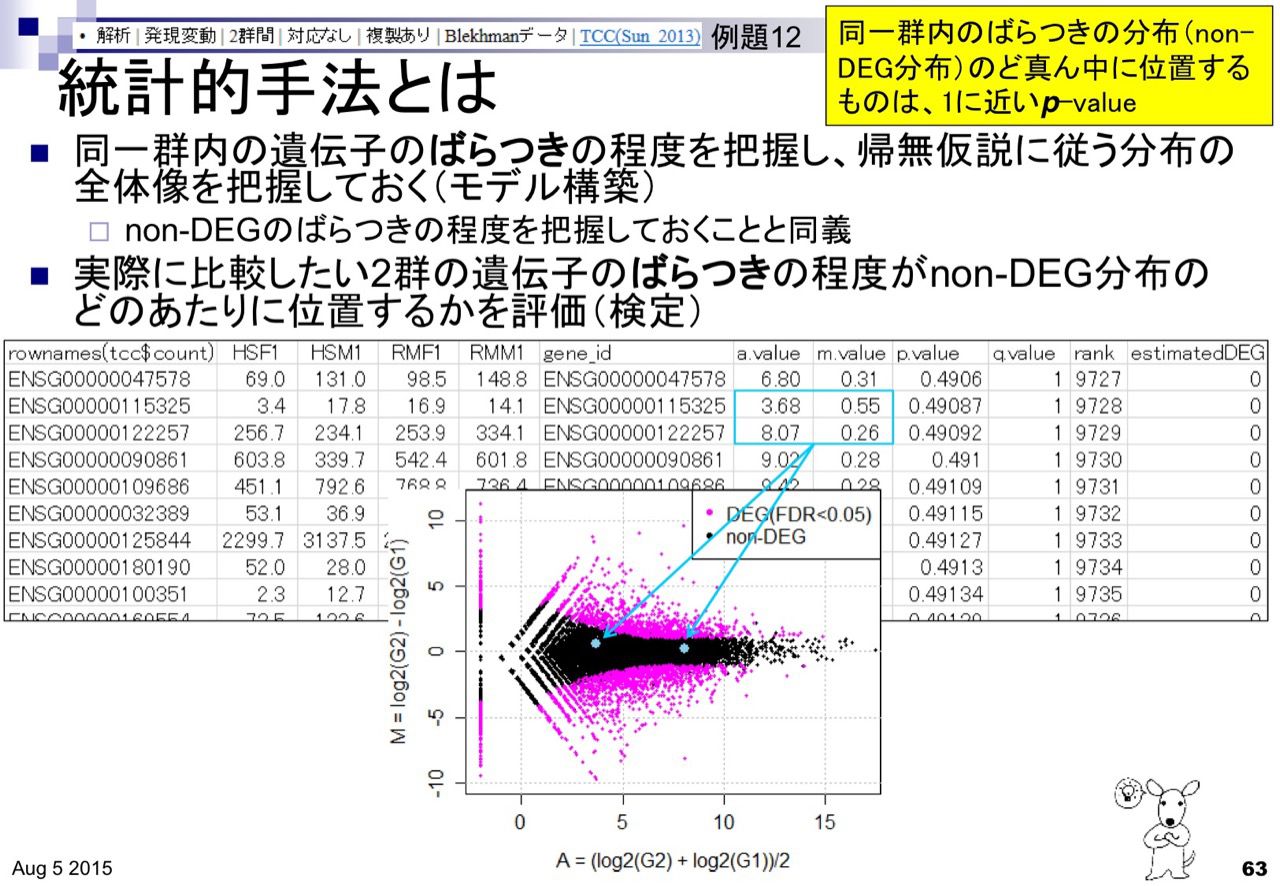 • 解析 | 発現変動 | 2群間 | 対応なし | 複製あり | Blekhmanデータ | TCC(Sun_2013) 例題12
同一群内のばらつきの分布(non-
DEG分布)のど真ん中に位置する
ものは、1に近いp-value
統計的手法とは
同一群内の遺伝子のばらつきの程度を把握し、帰無仮説に従う分布の
全体像を把握しておく(モデル構築)
non-DEGのばらつきの程度を把握しておくことと同義
実際に比較したい2群の遺伝子のばらつきの程度がnon-DEG分布の
どのあたりに位置するかを評価(検定)
rownames(tcc$count) HSF1 HSM1 RMF1 RMM1 gene_id a.value m.value p.value q.value rank estimatedDEG
ENSG00000047578 69.0 131.0 98.5 148.8 ENSG00000047578 6.80 0.31 0.4906 1 9727 0
ENSG00000115325 3.4 17.8 16.9 14.1 ENSG00000115325 3.68 0.55 0.49087 1 9728 0
ENSG00000122257 256.7 234.1 253.9 334.1 ENSG00000122257 8.07 0.26 0.49092 1 9729 0
ENSG00000090861 603.8 339.7 542.4 601.8 ENSG00000090861 9.02 0.28 0.491 1 9730 0
ENSG00000109686 451.1 792.6 768.8 736.4 ENSG00000109686 9.42 0.28 0.49109 1 9731 0
ENSG00000032389 53.1 36.9 0.49115 1 9732 0
ENSG00000125844 2299.7 3137.5 0.49127 1 9733 0
ENSG00000180190 52.0 28.0 0.4913 1 9734 0
ENSG00000100351 2.3 12.7 0.49134 1 9735 0
DEG(FDR<0.05)
non-DEG
M = log2(G2) - log2(G1)
10
5
0
-5
-10
0 5 10 15
A = (log2(G2) + log2(G1))/2
Aug 5 2015
63